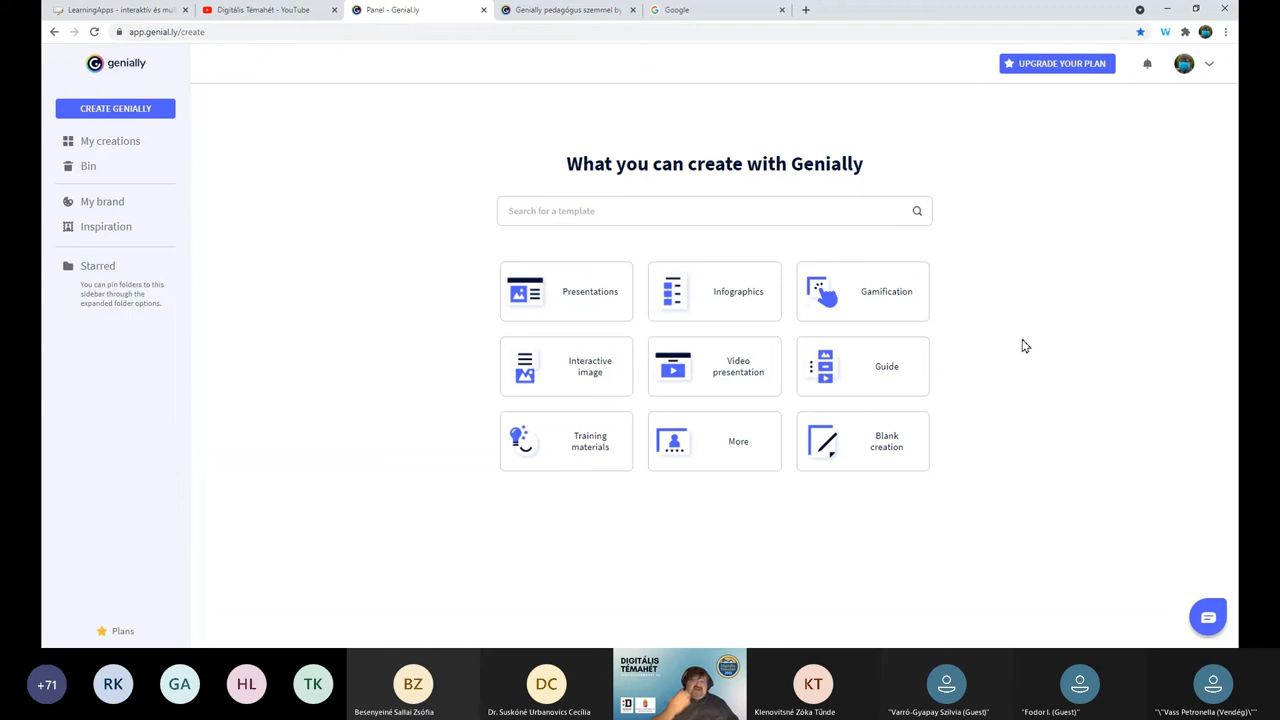 LearningApps - interaktív és mul
Digitális Témahét - YouTube
Panel - Genial.ly
Genially pedagógus szemmel by
Google
app.genial.ly/create
genially
UPGRADE YOUR PLAN
CREATE GENIALLY
My creations
Bin
My brand
Inspiration
Starred
You can pin folders to this
sidebar through the
expanded folder options.
Plans
What you can create with Genially
Search for a template
Presentations
Infographics
Gamification
Interactive
image
Video
presentation
Guide
Training
materials
More
Blank
creation
+71
RK
GA
HL
TK
BZ
Besenyeiné Sallai Zsófia
DC
Dr. Suskóné Urbanovics Cecília
DIGITÁLIS
TÉMAHÉT
KT
Klenovitsné Zóka Tünde
"Varró-Gyapay Szilvia (Guest)"
"Fodor I. (Guest)"
"\"Vass Petronella (Vendég)\""